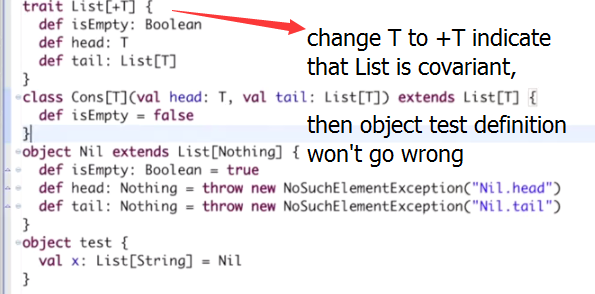 trait List[+T] {
def isEmpty: Boolean
def head: T
def tail: List[T]
}
class Cons[T](val head: T, val tail: List[T]) extends List[T] {
def isEmpty = false
}
object Nil extends List[Nothing] {
def isEmpty: Boolean = true
def head: Nothing = throw new NoSuchElementException("Nil.head")
def tail: Nothing = throw new NoSuchElementException("Nil.tail")
}
object test {
val x: List[String] = Nil
}
change T to +T indicate
that List is covariant,
then object test definition
won't go wrong